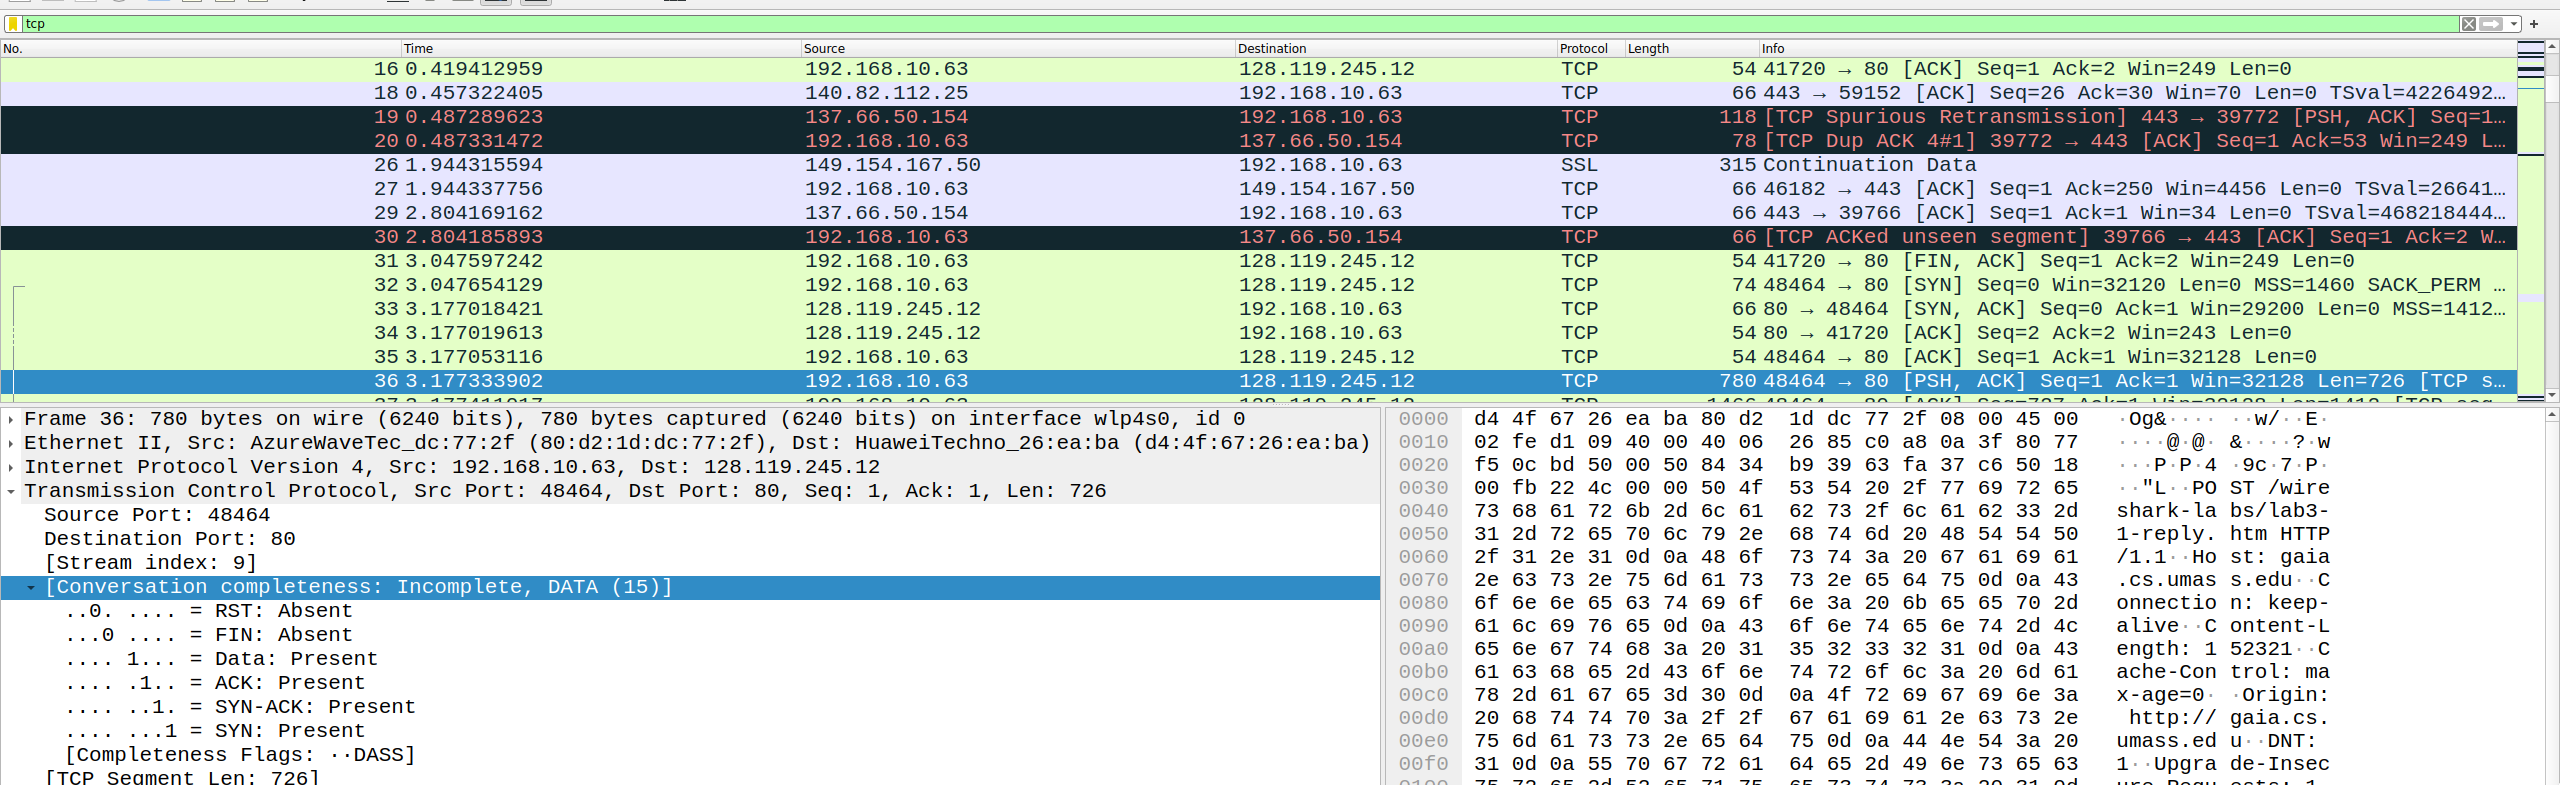 tcp
No. Time Source Destination Protocol Length Info
16 0.419412959 192.168.10.63 128.119.245.12 TCP 54 41720 → 80 [ACK] Seq=1 Ack=2 Win=249 Len=0
18 0.457322405 140.82.112.25 192.168.10.63 TCP 66 443 → 59152 [ACK] Seq=26 Ack=30 Win=70 Len=0 TSval=4226492…
19 0.487289623 137.66.50.154 192.168.10.63 TCP 118 [TCP Spurious Retransmission] 443 → 39772 [PSH, ACK] Seq=1…
20 0.487331472 192.168.10.63 137.66.50.154 TCP 78 [TCP Dup ACK 4#1] 39772 → 443 [ACK] Seq=1 Ack=53 Win=249 L…
26 1.944315594 149.154.167.50 192.168.10.63 SSL 315 Continuation Data
27 1.944337756 192.168.10.63 149.154.167.50 TCP 66 46182 → 443 [ACK] Seq=1 Ack=250 Win=4456 Len=0 TSval=26641…
29 2.804169162 137.66.50.154 192.168.10.63 TCP 66 443 → 39766 [ACK] Seq=1 Ack=1 Win=34 Len=0 TSval=468218444…
30 2.804185893 192.168.10.63 137.66.50.154 TCP 66 [TCP ACKed unseen segment] 39766 → 443 [ACK] Seq=1 Ack=2 W…
31 3.047597242 192.168.10.63 128.119.245.12 TCP 54 41720 → 80 [FIN, ACK] Seq=1 Ack=2 Win=249 Len=0
32 3.047654129 192.168.10.63 128.119.245.12 TCP 74 48464 → 80 [SYN] Seq=0 Win=32120 Len=0 MSS=1460 SACK_PERM …
33 3.177018421 128.119.245.12 192.168.10.63 TCP 66 80 → 48464 [SYN, ACK] Seq=0 Ack=1 Win=29200 Len=0 MSS=1412…
34 3.177019613 128.119.245.12 192.168.10.63 TCP 54 80 → 41720 [ACK] Seq=2 Ack=2 Win=243 Len=0
35 3.177053116 192.168.10.63 128.119.245.12 TCP 54 48464 → 80 [ACK] Seq=1 Ack=1 Win=32128 Len=0
36 3.177333902 192.168.10.63 128.119.245.12 TCP 780 48464 → 80 [PSH, ACK] Seq=1 Ack=1 Win=32128 Len=726 [TCP s…
Frame 36: 780 bytes on wire (6240 bits), 780 bytes captured (6240 bits) on interface wlp4s0, id 0
Ethernet II, Src: AzureWaveTec_dc:77:2f (80:d2:1d:dc:77:2f), Dst: HuaweiTechno_26:ea:ba (d4:4f:67:26:ea:ba)
Internet Protocol Version 4, Src: 192.168.10.63, Dst: 128.119.245.12
Transmission Control Protocol, Src Port: 48464, Dst Port: 80, Seq: 1, Ack: 1, Len: 726
Source Port: 48464
Destination Port: 80
[Stream index: 9]
[Conversation completeness: Incomplete, DATA (15)]
..0. .... = RST: Absent
...0 .... = FIN: Absent
.... 1... = Data: Present
.... .1.. = ACK: Present
.... ..1. = SYN-ACK: Present
.... ...1 = SYN: Present
[Completeness Flags: ··DASS]
[TCP Segment Len: 726]
0000 d4 4f 67 26 ea ba 80 d2 1d dc 77 2f 08 00 45 00 ·Og&···· ··w/··E·
0010 02 fe d1 09 40 00 40 06 26 85 c0 a8 0a 3f 80 77 ····@·@· &····?·w
0020 f5 0c bd 50 00 50 84 34 b9 39 63 fa 37 c6 50 18 ···P·P·4 ·9c·7·P·
0030 00 fb 22 4c 00 00 50 4f 53 54 20 2f 77 69 72 65 ··"L··PO ST /wire
0040 73 68 61 72 6b 2d 6c 61 62 73 2f 6c 61 62 33 2d shark-la bs/lab3-
0050 31 2d 72 65 70 6c 79 2e 68 74 6d 20 48 54 54 50 1-reply. htm HTTP
0060 2f 31 2e 31 0d 0a 48 6f 73 74 3a 20 67 61 69 61 /1.1··Ho st: gaia
0070 2e 63 73 2e 75 6d 61 73 73 2e 65 64 75 0d 0a 43 .cs.umas s.edu··C
0080 6f 6e 6e 65 63 74 69 6f 6e 3a 20 6b 65 65 70 2d onnectio n: keep-
0090 61 6c 69 76 65 0d 0a 43 6f 6e 74 65 6e 74 2d 4c alive··C ontent-L
00a0 65 6e 67 74 68 3a 20 31 35 32 33 32 31 0d 0a 43 ength: 1 52321··C
00b0 61 63 68 65 2d 43 6f 6e 74 72 6f 6c 3a 20 6d 61 ache-Con trol: ma
00c0 78 2d 61 67 65 3d 30 0d 0a 4f 72 69 67 69 6e 3a x-age=0· ·Origin:
00d0 20 68 74 74 70 3a 2f 2f 67 61 69 61 2e 63 73 2e http:// gaia.cs.
00e0 75 6d 61 73 73 2e 65 64 75 0d 0a 44 4e 54 3a 20 umass.ed u··DNT:
00f0 31 0d 0a 55 70 67 72 61 64 65 2d 49 6e 73 65 63 1··Upgra de-Insec